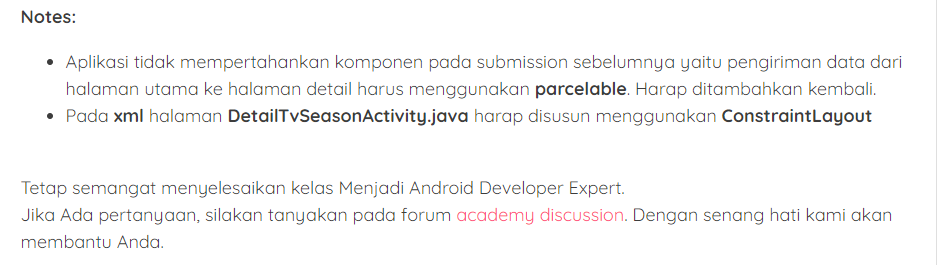 Notes:
• Aplikasi tidak mempertahankan komponen pada submission sebelumnya yaitu pengiriman data dari
halaman utama ke halaman detail harus menggunakan parcelable. Harap ditambahkan kembali.
• Pada xml halaman DetailTvSeasonActivity.java harap disusun menggunakan ConstraintLayout
Tetap semangat menyelesaikan kelas Menjadi Android Developer Expert.
Jika Ada pertanyaan, silakan tanyakan pada forum academy discussion. Dengan senang hati kami akan
membantu Anda.